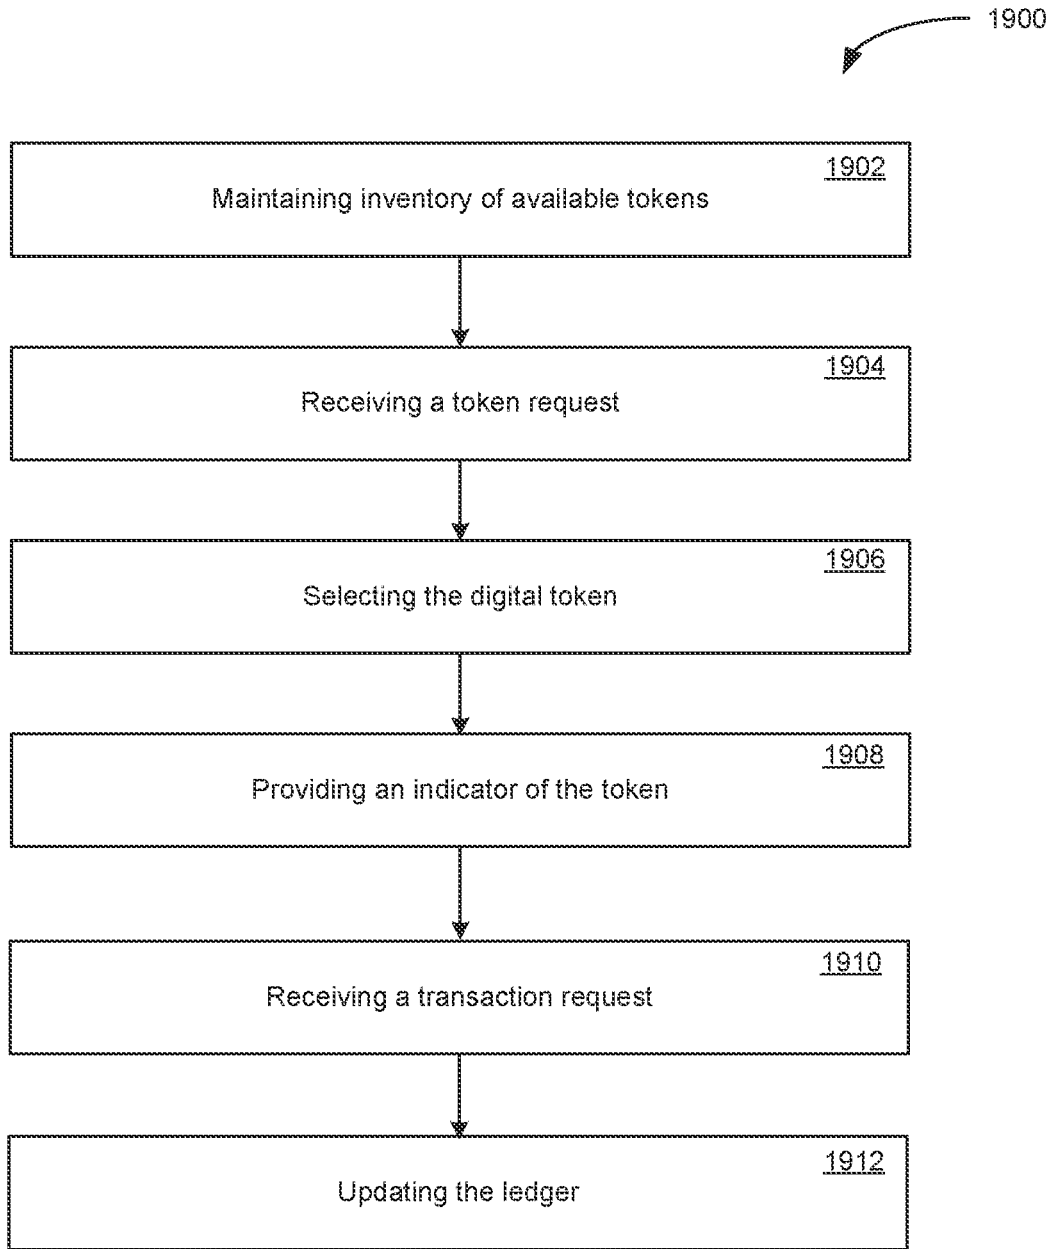 1900
1902
Maintaining inventory of available tokens
1904
Receiving a token request
1906
Selecting the digital token
1908
Providing an indicator of the token
1910
Receiving a transaction request
1912
Updating the ledger